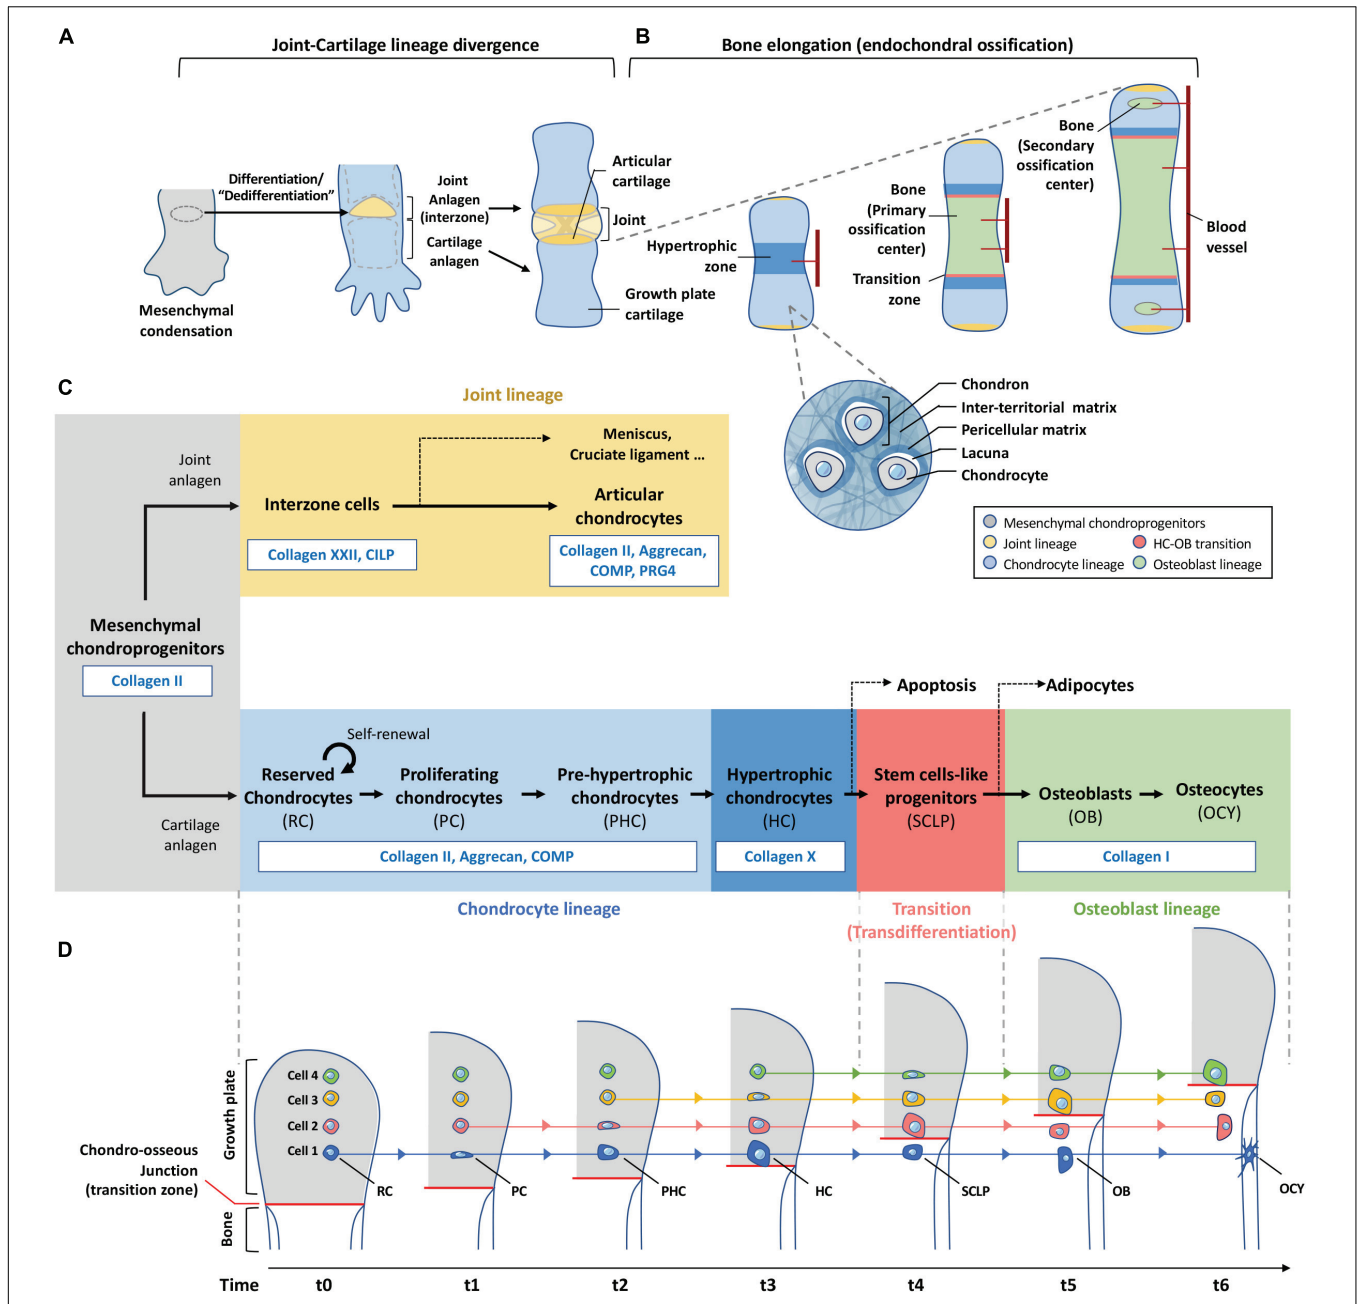 A
Joint-Cartilage lineage divergence
Differentiation/
“Dedifferentiation”
Mesenchymal
condensation
Joint
Anlagen
(interzone)
Cartilage
anlagen
Articular
cartilage
Joint
Growth plate
cartilage
B
Bone elongation (endochondral ossification)
Hypertrophic
zone
Bone
(Primary
ossification
center)
Transition
zone
Bone
(Secondary
ossification
center)
Blood
vessel
Chondron
Inter-territorial matrix
Pericellular matrix
Lacuna
Chondrocyte
Mesenchymal chondroprogenitors
Joint lineage
HC-OB transition
Chondrocyte lineage
Osteoblast lineage
C
Joint lineage
Joint
anlagen
Interzone cells
Collagen XXII, CILP
Meniscus,
Cruciate ligament ...
Articular
chondrocytes
Collagen II, Aggrecan,
COMP, PRG4
Mesenchymal
chondroprogenitors
Collagen II
Cartilage
anlagen
Self-renewal
Reserved
Chondrocytes
(RC)
Proliferating
chondrocytes
(PC)
Pre-hypertrophic
chondrocytes
(PHC)
Collagen II, Aggrecan, COMP
Hypertrophic
chondrocytes
(HC)
Collagen X
Apoptosis
Stem cells-like
progenitors
(SCLP)
Adipocytes
Osteoblasts
(OB)
Osteocytes
(OCY)
Collagen I
Chondrocyte lineage
Transition
(Transdifferentiation)
Osteoblast lineage
D
Growth plate
Bone
Chondro-osseous
Junction
(transition zone)
Cell 4
Cell 3
Cell 2
Cell 1
RC
PC
PHC
HC
SCLP
OB
OCY
Time
t0
t1
t2
t3
t4
t5
t6